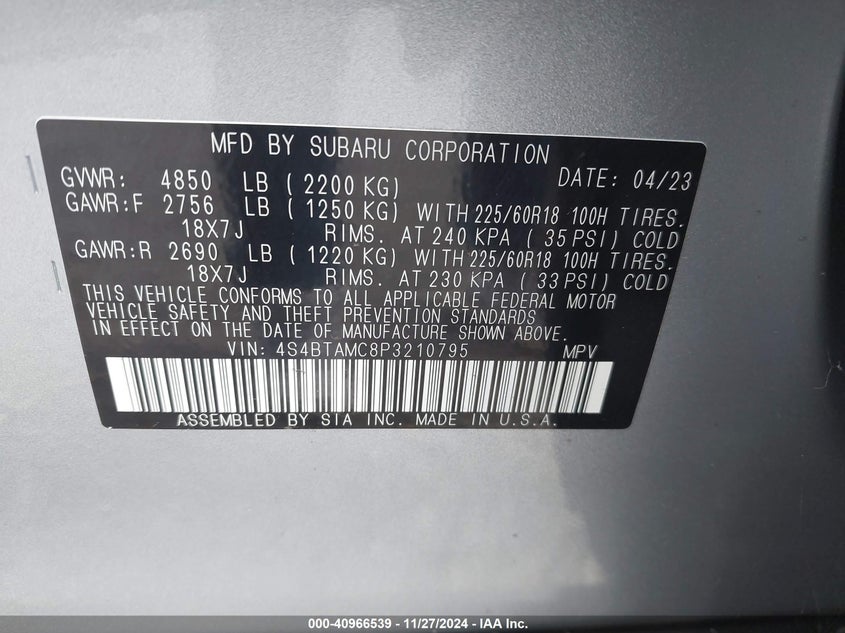 MFD BY SUBARU CORPORATION
GVWR: 4850 LB ( 2200 KG) DATE: 04/23
GAWR:F 2756 LB ( 1250 KG) WITH 225/60R18 100H TIRES.
18X7J RIMS. AT 240 KPA ( 35 PSI) COLD
GAWR:R 2690 LB ( 1220 KG) WITH 225/60R18 100H TIRES.
18X7J RIMS. AT 230 KPA ( 33 PSI) COLD
THIS VEHICLE CONFORMS TO ALL APPLICABLE FEDERAL MOTOR
VEHICLE SAFETY AND THEFT PREVENTION STANDARDS
IN EFFECT ON THE DATE OF MANUFACTURE SHOWN ABOVE.
VIN: 4S4BTAMC8P3210795 MPV
ASSEMBLED BY SIA INC. MADE IN U.S.A.
000-40966539 - 11/27/2024 - IAA Inc.